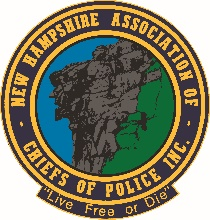 - NEW HAMPSHIRE ASSOCIATION OF -
CHIEFS OF POLICE INC.
"Live Free or Die"